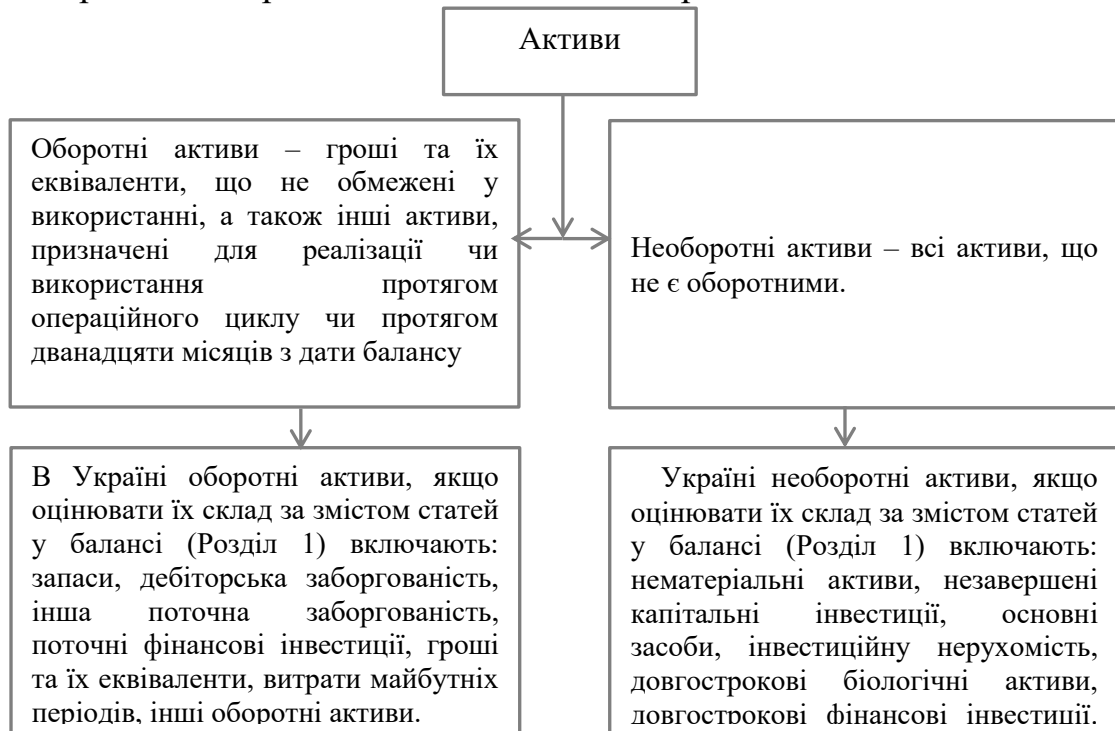 Активи
Оборотні активи – гроші та їх
еквіваленти, що не обмежені у
використанні, а також інші активи,
призначені для реалізації чи
використання протягом
операційного циклу чи протягом
дванадцяти місяців з дати балансу
Необоротні активи – всі активи, що
не є оборотними.
В Україні оборотні активи, якщо
оцінювати їх склад за змістом статей
у балансі (Розділ 1) включають:
запаси, дебіторська заборгованість,
інша поточна заборгованість,
поточні фінансові інвестиції, гроші
та їх еквіваленти, витрати майбутніх
періодів, інші оборотні активи.
Україні необоротні активи, якщо
оцінювати їх склад за змістом статей
у балансі (Розділ 1) включають:
нематеріальні активи, незавершені
капітальні інвестиції, основні
засоби, інвестиційну нерухомість,
довгострокові біологічні активи,
довгострокові фінансові інвестиції.